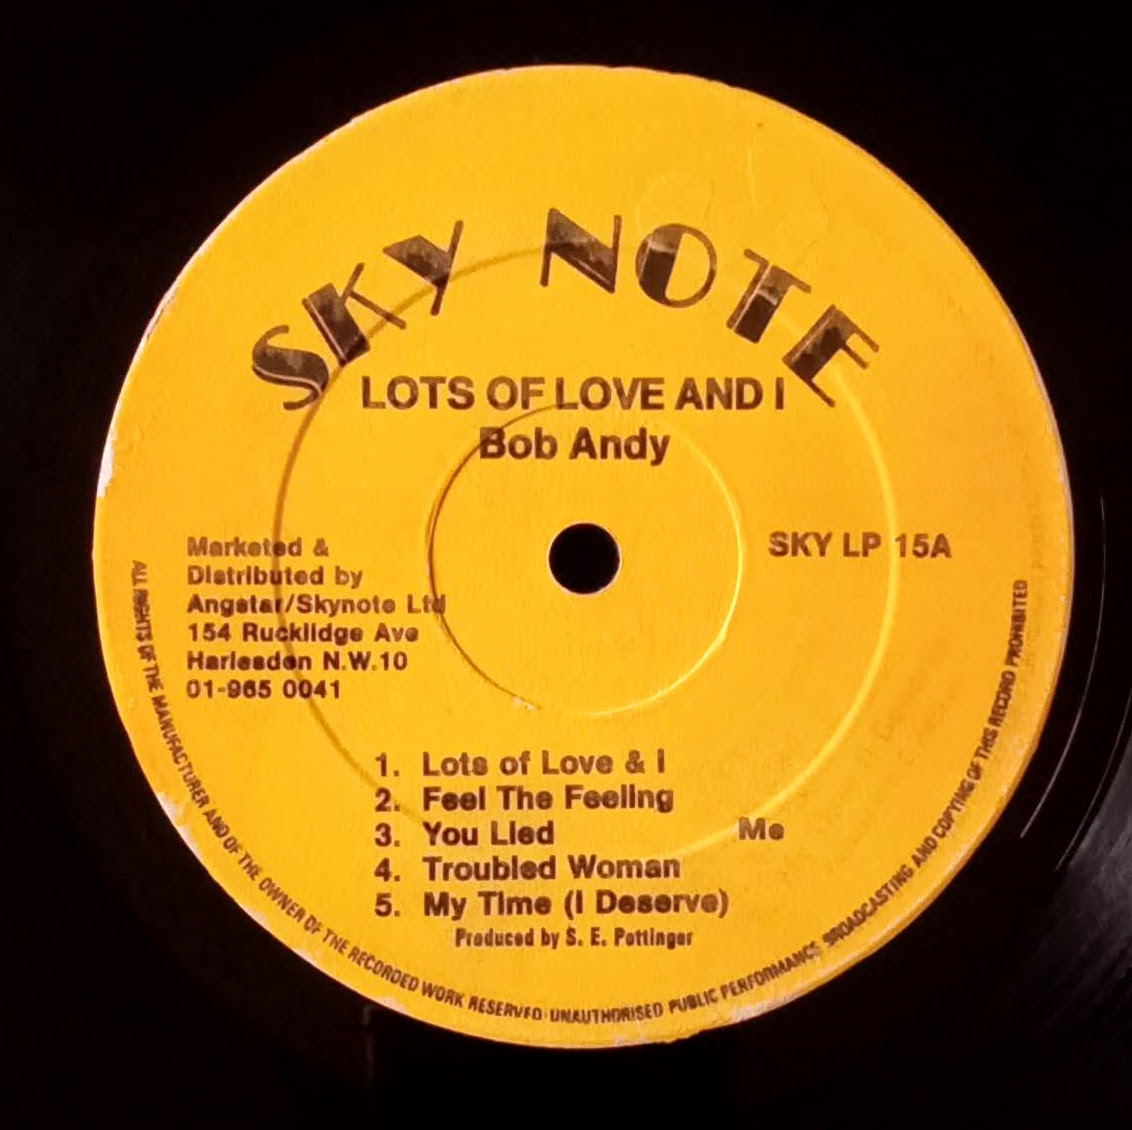 SKY NOTE
LOTS OF LOVE AND I
Bob Andy
Marketed &
Distributed by
Angstar/Skynote Ltd
154 Rucklidge Ave
Harlesden N.W.10
01-965 0041
SKY LP 15A
1. Lots of Love & I
2. Feel The Feeling
3. You Lied Me
4. Troubled Woman
5. My Time (I Deserve)
Produced by S. E. Pottinger
ALL RIGHTS OF THE MANUFACTURER AND OF THE OWNER OF THE RECORDED WORK RESERVED · UNAUTHORISED PUBLIC PERFORMANCE BROADCASTING AND COPYING OF THIS RECORD PROHIBITED